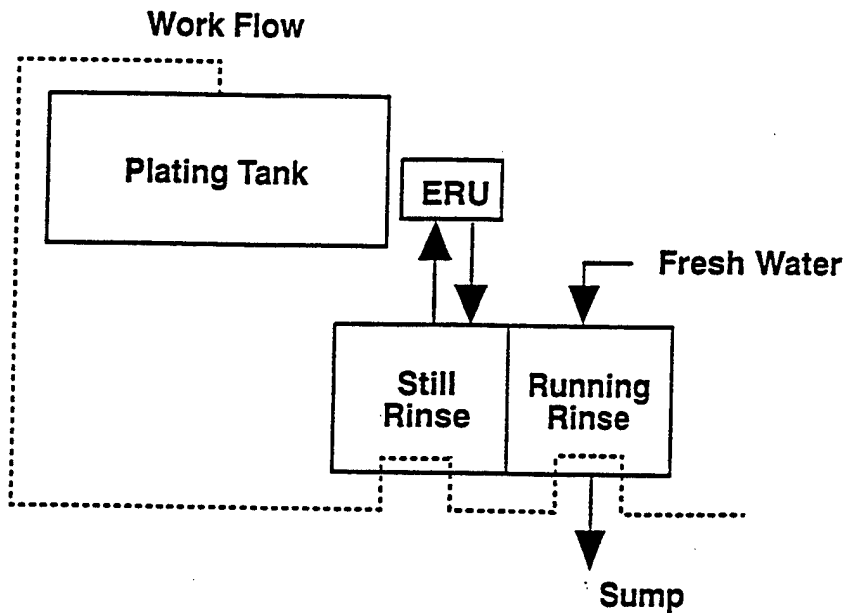 Work Flow
Plating Tank
ERU
Fresh Water
Still
Rinse
Running
Rinse
Sump